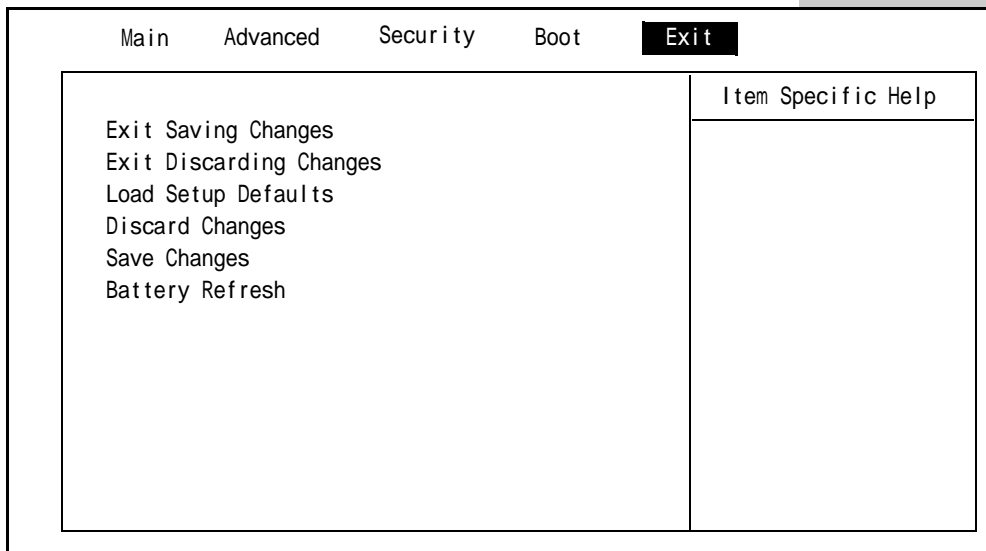 Main Advanced Security Boot Exit
Item Specific Help
Exit Saving Changes
Exit Discarding Changes
Load Setup Defaults
Discard Changes
Save Changes
Battery Refresh